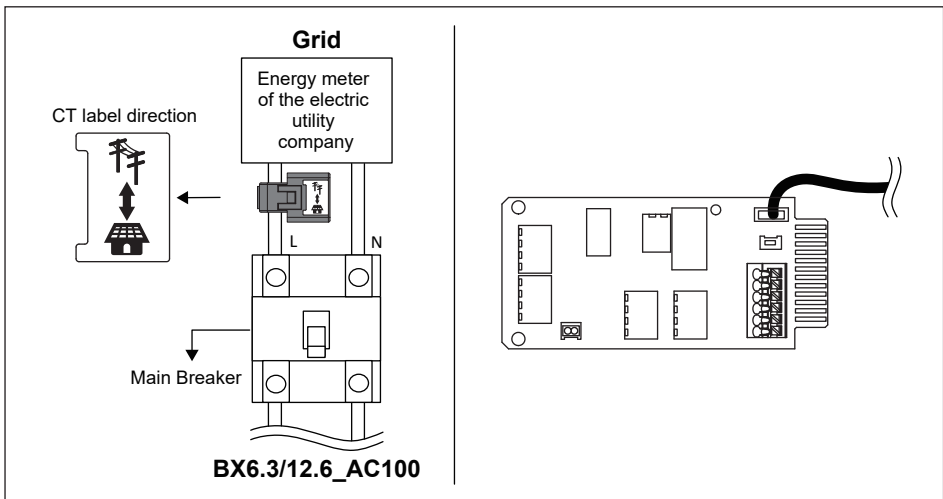 Grid
Energy meter
of the electric
utility
company
CT label direction
L
N
Main Breaker
BX6.3/12.6_AC100